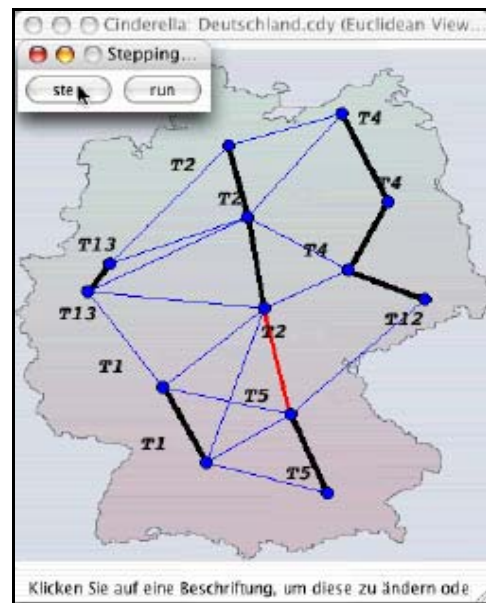 Cinderella: Deutschland.cdy (Euclidean View...
Stepping...
ste run
T4
T2
T4
T2
T13
T4
T13
T2
T12
T1
T5
T1
T5
Klicken Sie auf eine Beschriftung, um diese zu ändern ode